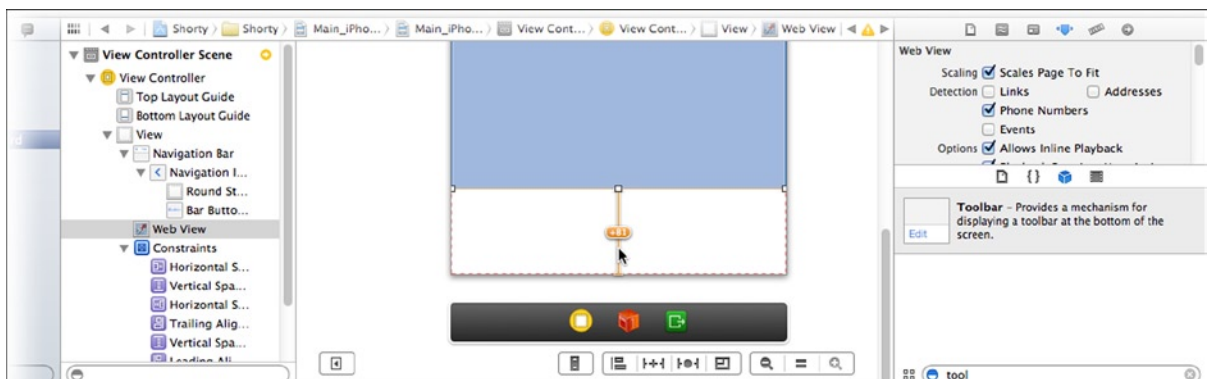 Shorty Shorty Main_iPho... Main_iPho... View Cont... View Cont... View Web View
View Controller Scene
View Controller
Top Layout Guide
Bottom Layout Guide
View
Navigation Bar
Navigation I...
Round St...
Bar Butto...
Web View
Constraints
Horizontal S...
Vertical Spa...
Horizontal S...
Trailing Alig...
Vertical Spa...
Web View
Scaling Scales Page To Fit
Detection Links Addresses
Phone Numbers
Events
Options Allows Inline Playback
{}
Toolbar – Provides a mechanism for
displaying a toolbar at the bottom of the
screen.
Edit
tool